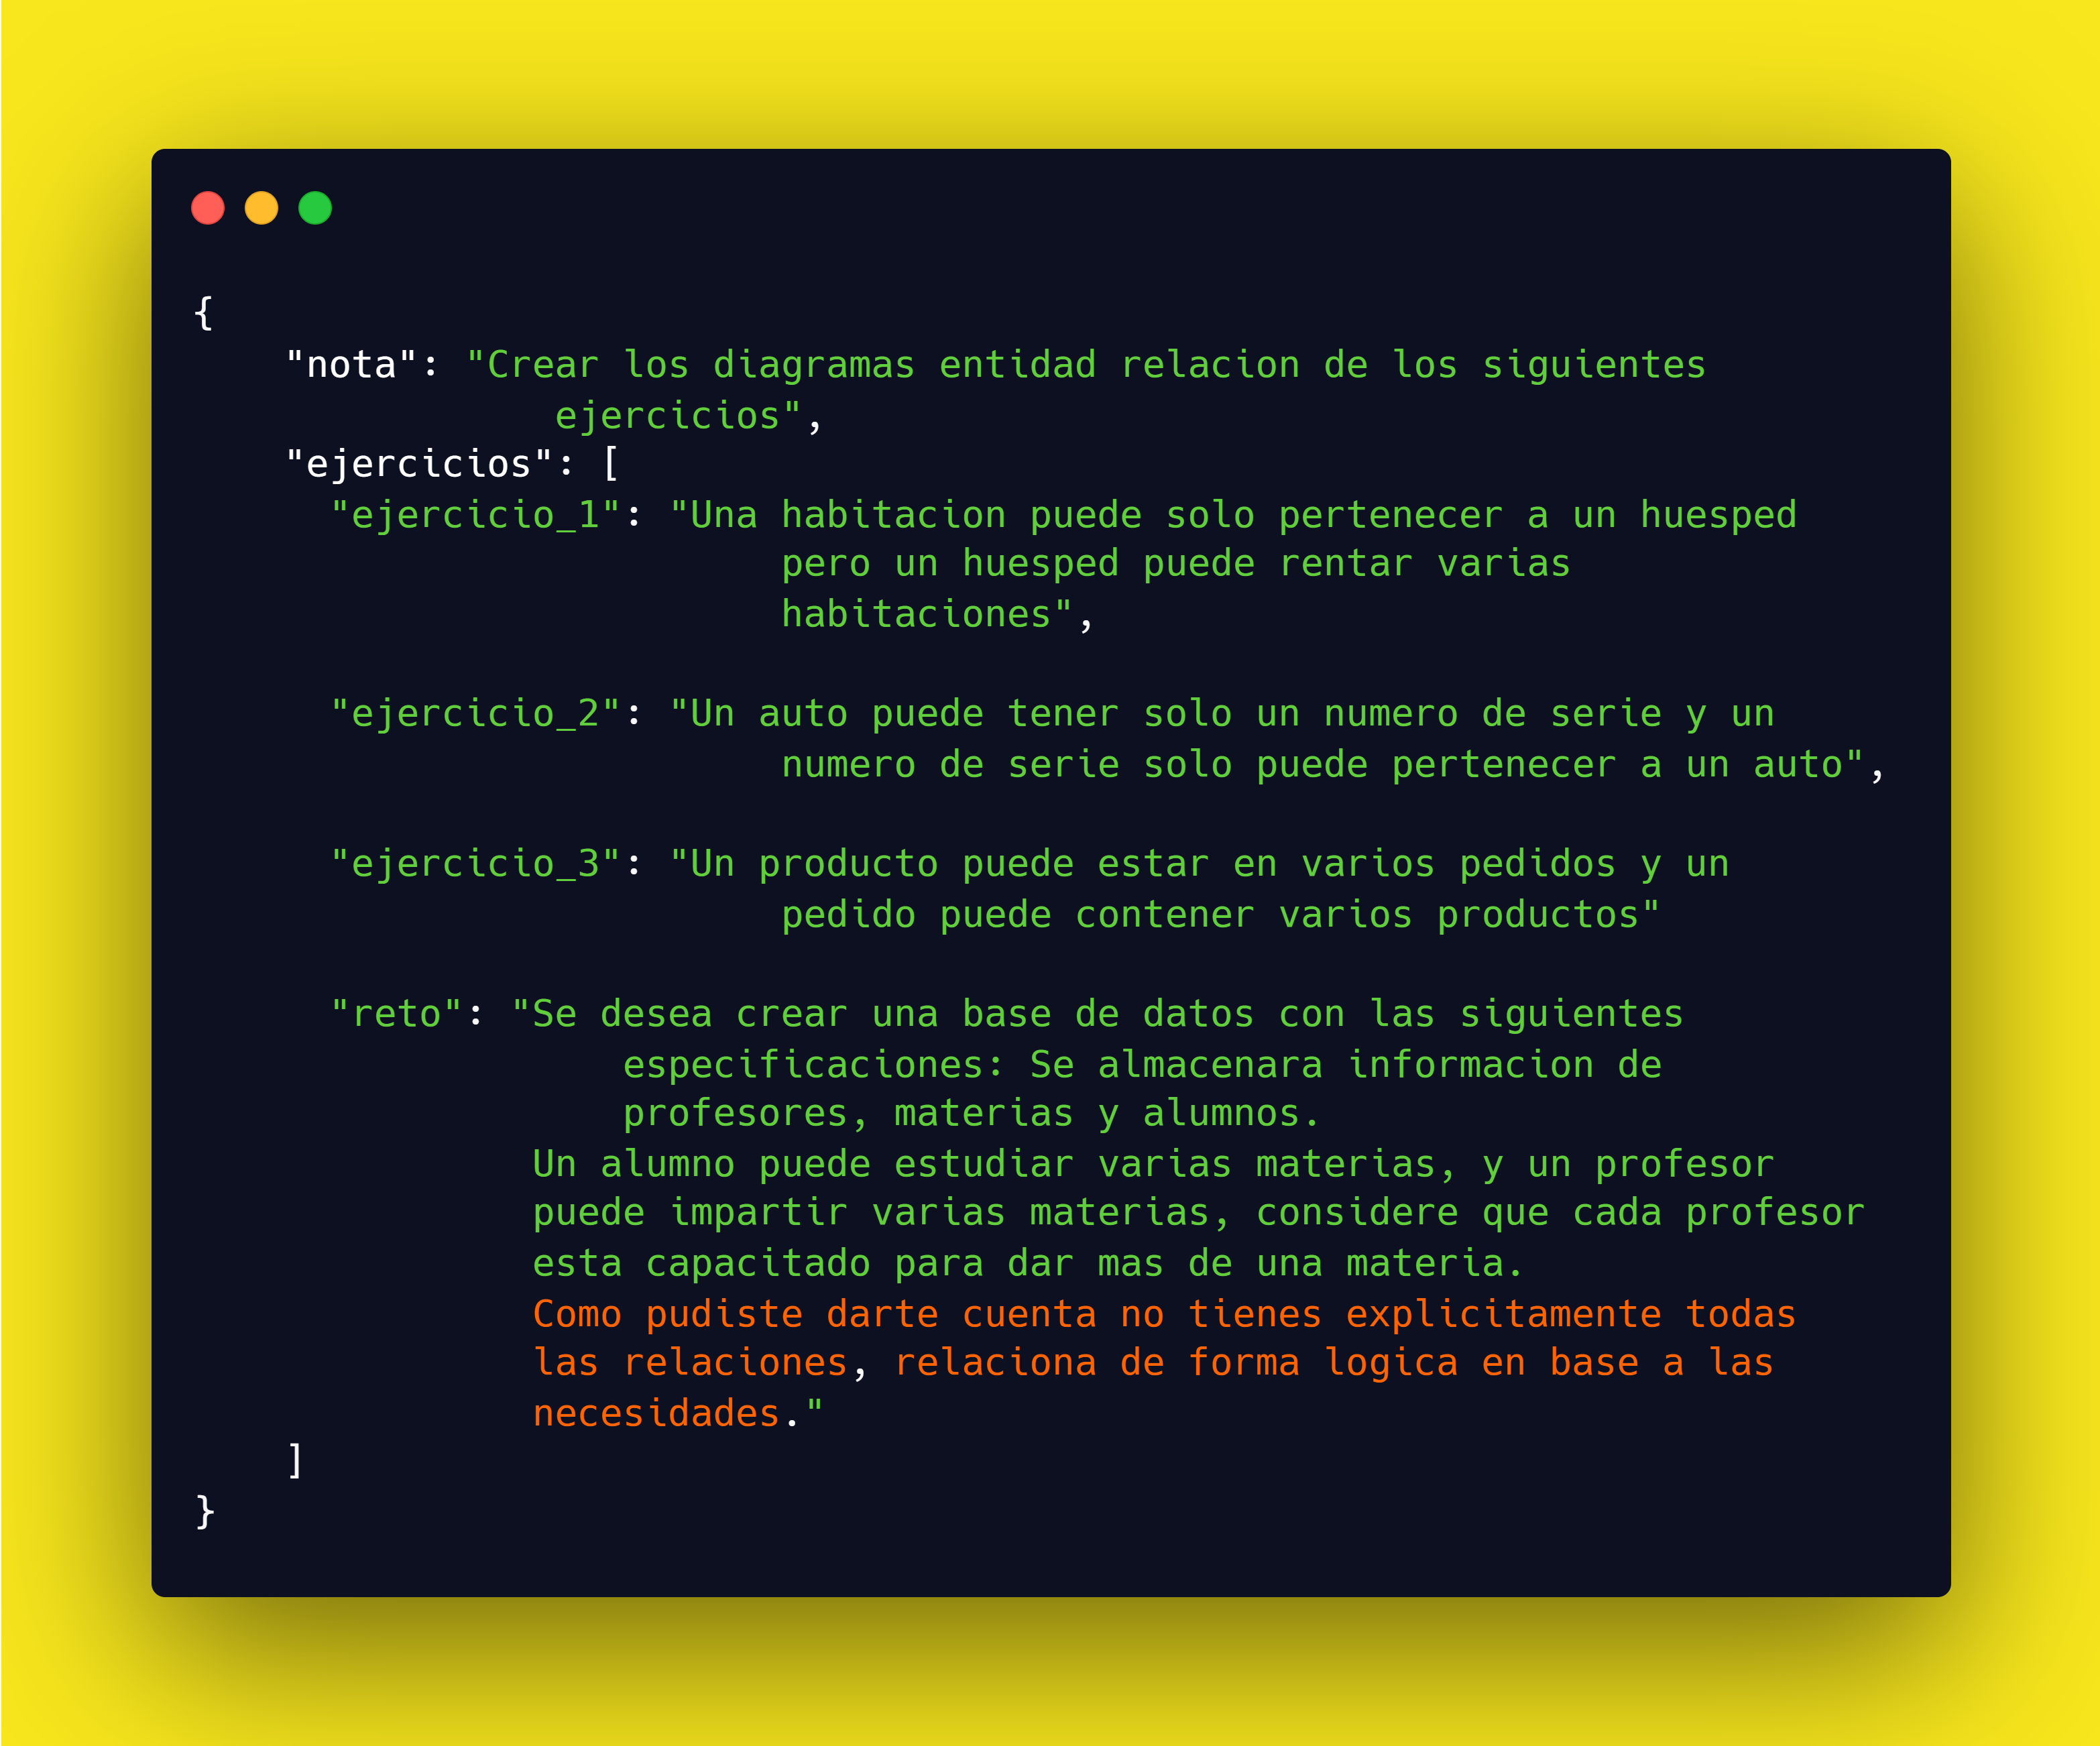 {
"nota": "Crear los diagramas entidad relacion de los siguientes
ejercicios",
"ejercicios": [
"ejercicio_1": "Una habitacion puede solo pertenecer a un huesped
pero un huesped puede rentar varias
habitaciones",
"ejercicio_2": "Un auto puede tener solo un numero de serie y un
numero de serie solo puede pertenecer a un auto",
"ejercicio_3": "Un producto puede estar en varios pedidos y un
pedido puede contener varios productos"
"reto": "Se desea crear una base de datos con las siguientes
especificaciones: Se almacenara informacion de
profesores, materias y alumnos.
Un alumno puede estudiar varias materias, y un profesor
puede impartir varias materias, considere que cada profesor
esta capacitado para dar mas de una materia.
Como pudiste darte cuenta no tienes explicitamente todas
las relaciones, relaciona de forma logica en base a las
necesidades."
]
}